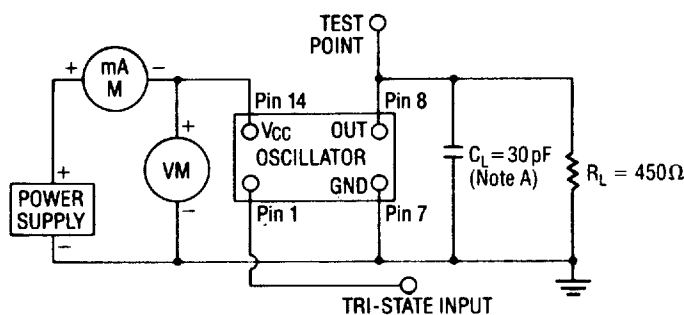 TEST
POINT
+ mA −
M
Pin 14
Pin 8
+
VCC
OUT
OSCILLATOR
VM
GND
CL = 30 pF
(Note A)
RL = 450Ω
+
POWER
SUPPLY
−
−
Pin 1
Pin 7
TRI-STATE INPUT